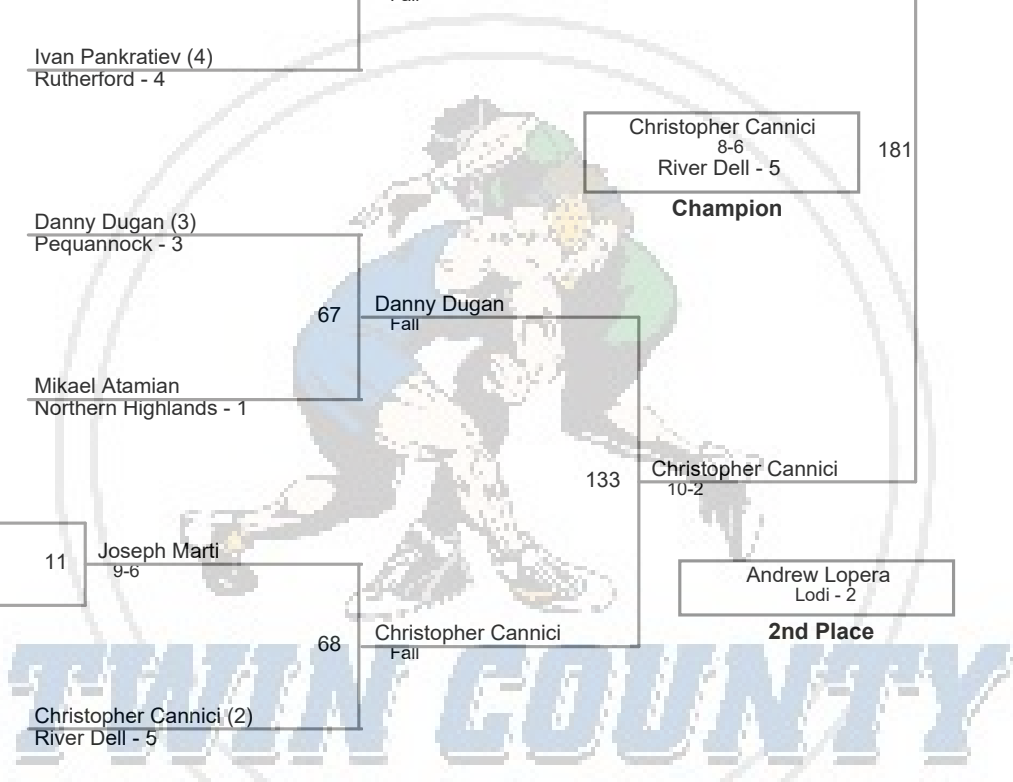 Fall
Ivan Pankratiev (4)
Rutherford - 4
Christopher Cannici
8-6
River Dell - 5
181
Champion
Danny Dugan (3)
Pequannock - 3
67
Danny Dugan
Fall
Mikael Atamian
Northern Highlands - 1
133
Christopher Cannici
10-2
11
Joseph Marti
9-6
Andrew Lopera
Lodi - 2
2nd Place
68
Christopher Cannici
Fall
Christopher Cannici (2)
River Dell - 5
TWIN COUNTY